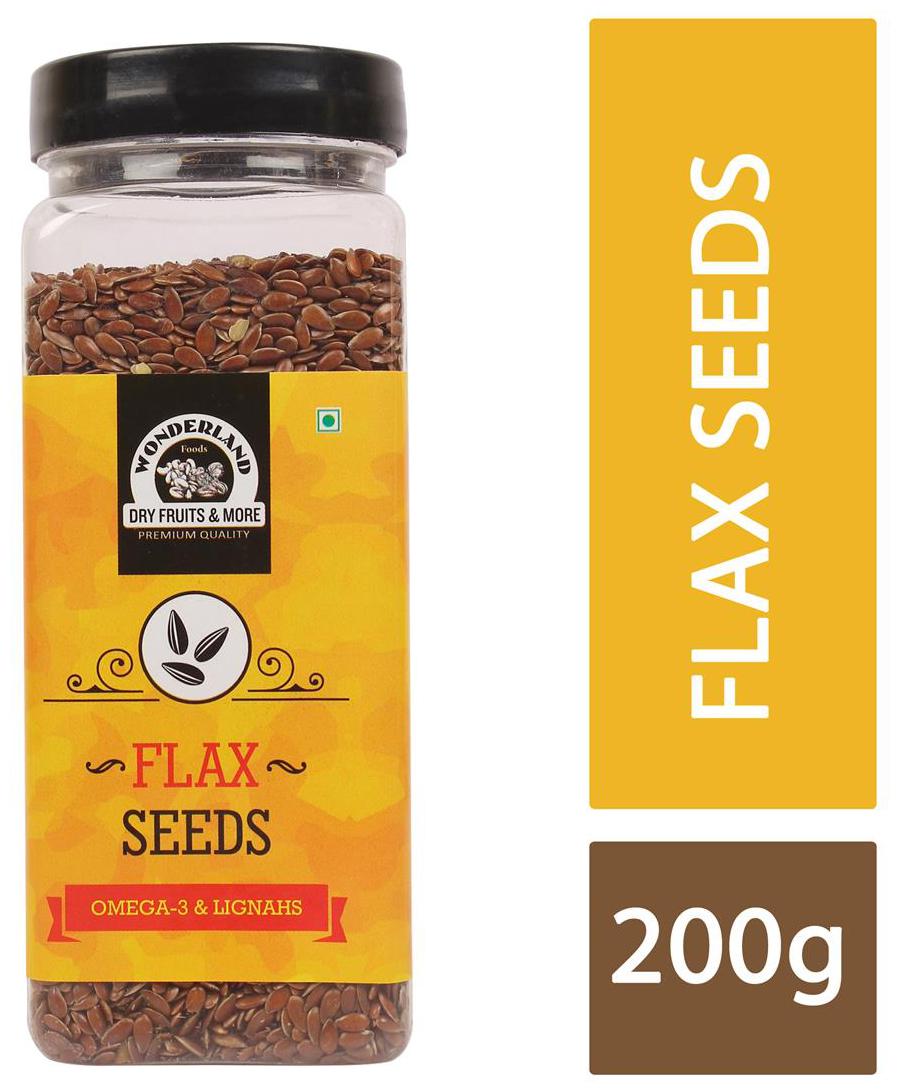 WONDERLAND
Foods
DRY FRUITS & MORE
PREMIUM QUALITY
FLAX
SEEDS
OMEGA-3 & LIGNAHS
FLAX SEEDS
200g